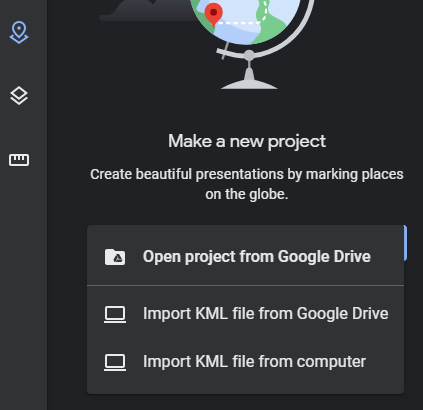 Make a new project
Create beautiful presentations by marking places
on the globe.
Open project from Google Drive
Import KML file from Google Drive
Import KML file from computer